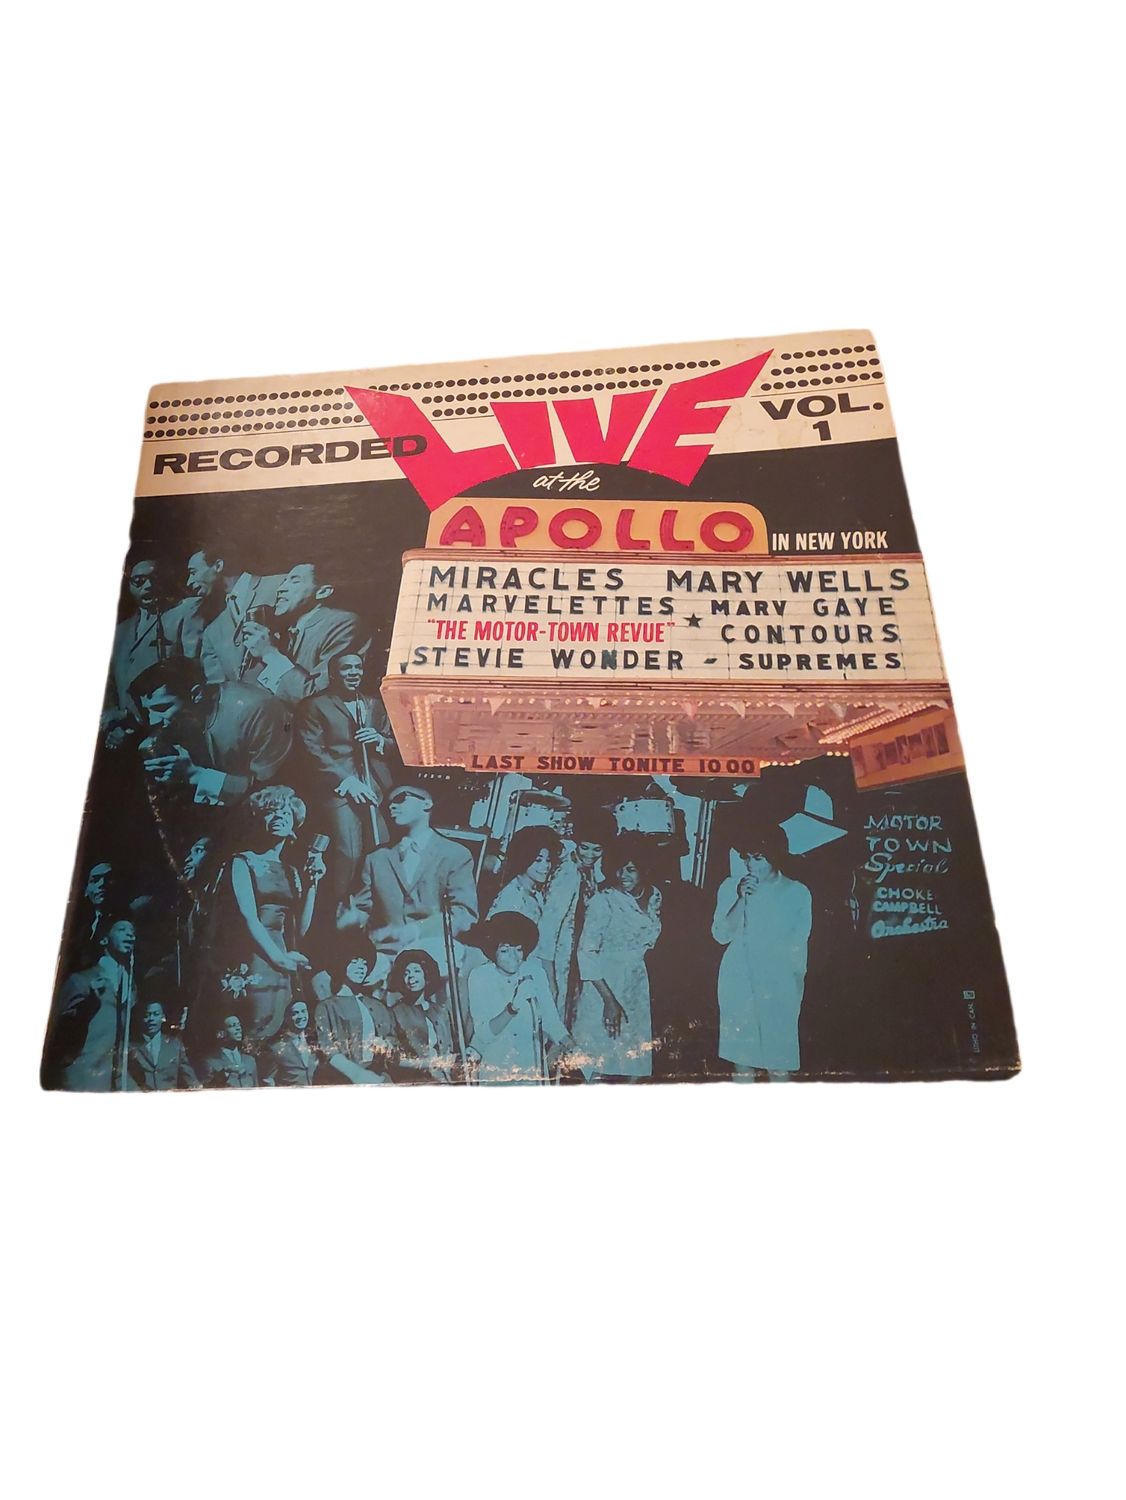 RECORDED LIVE VOL. 1
at the
APOLLO
IN NEW YORK
MIRACLES MARY WELLS
MARVELETTES ★ MARV GAYE
"THE MOTOR-TOWN REVUE" CONTOURS
STEVIE WONDER - SUPREMES
LAST SHOW TONITE 10 00
MOTOR
TOWN
Special
CHOKE
CAMPBELL
Orchestra